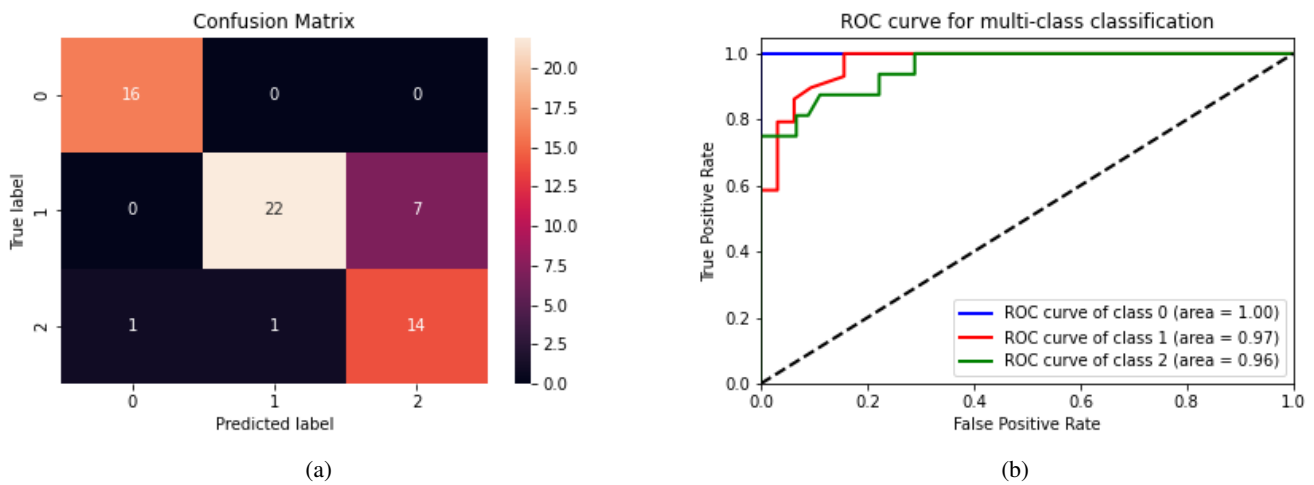 Confusion Matrix
True label
0
1
2
16 0 0
0 22 7
1 1 14
0 1 2
Predicted label
20.0
17.5
15.0
12.5
10.0
7.5
5.0
2.5
0.0
(a)
ROC curve for multi-class classification
True Positive Rate
1.0
0.8
0.6
0.4
0.2
0.0
ROC curve of class 0 (area = 1.00)
ROC curve of class 1 (area = 0.97)
ROC curve of class 2 (area = 0.96)
0.0 0.2 0.4 0.6 0.8 1.0
False Positive Rate
(b)